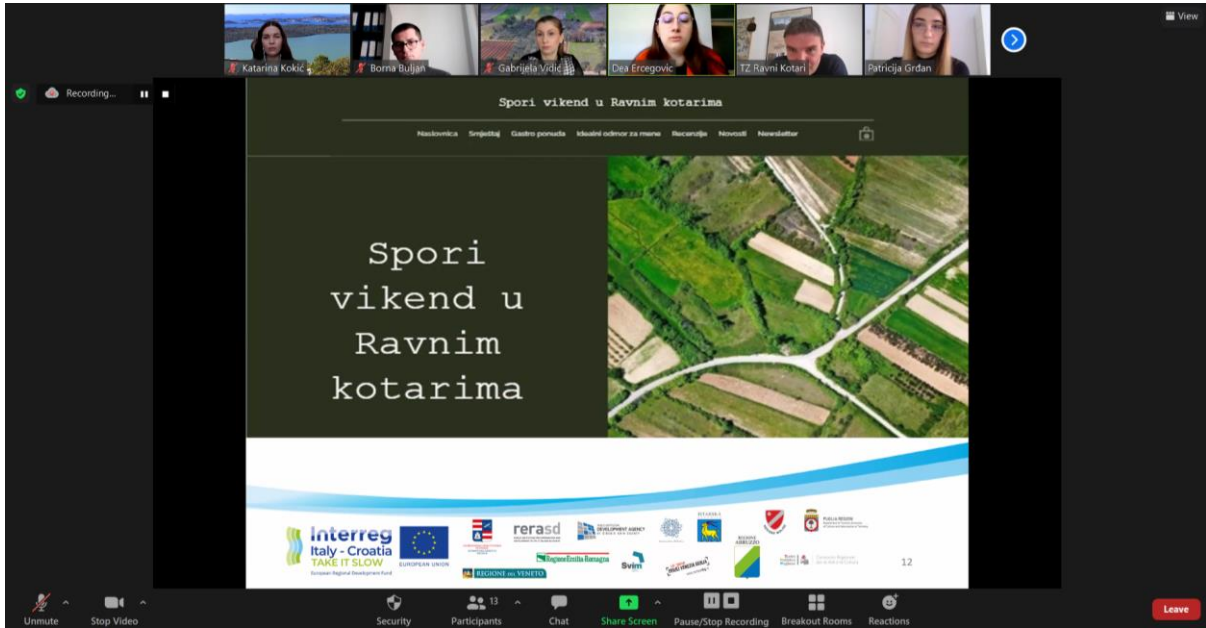 View
Katarina Kokić
Borna Buljan
Gabrijela Vidić
Dea Ercegovic
TZ Ravni Kotari
Patricija Grđan
Recording...
Spori vikend u Ravnim kotarima
Naslovnica Smještaj Gastro ponuda Idealni odmor za mene Recenzije Novosti Newsletter
Spori
vikend u
Ravnim
kotarima
Interreg
Italy - Croatia
TAKE IT SLOW
European Regional Development Fund
EUROPEAN UNION
rerasd
DEVELOPMENT AGENCY
ISTARSKA
PUGLIA REGION
REGIONE
ABRUZZO
RegioneEmilia-Romagna
Svim
REGIONE DEL VENETO
12
Unmute
Stop Video
Security
13
Participants
Chat
Share Screen
Pause/Stop Recording
Breakout Rooms
Reactions
Leave